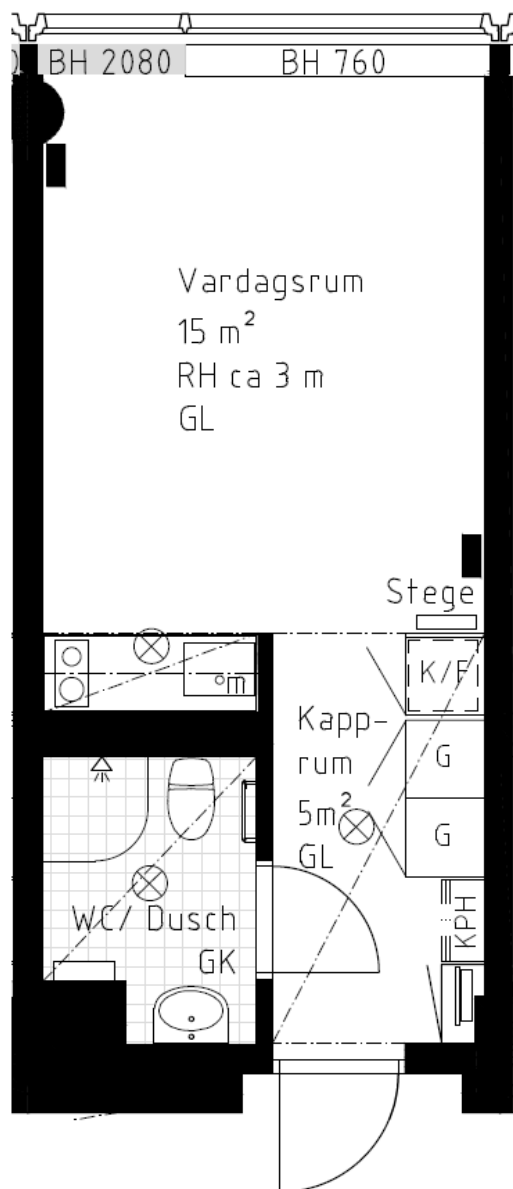 BH 2080
BH 760
Vardagsrum
15 m²
RH ca 3 m
GL
Stege
K/F
m
Kapp-
rum
5m²
GL
G
G
KPH
WC/ Dusch
GK